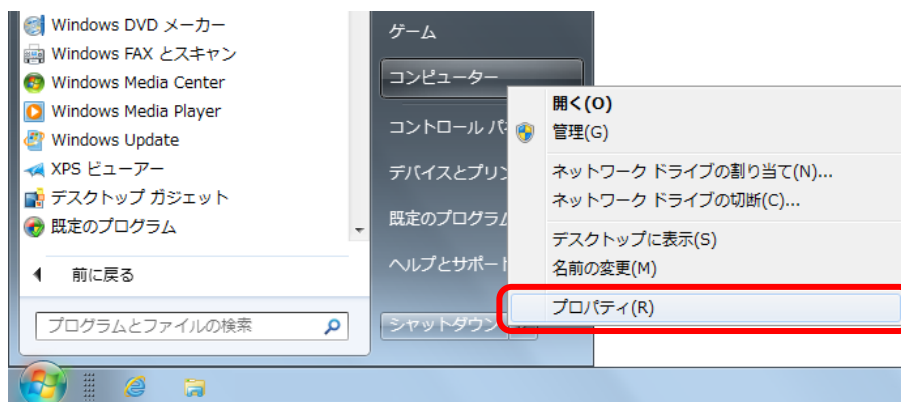 Windows DVD メーカー
Windows FAX とスキャン
Windows Media Center
Windows Media Player
Windows Update
XPS ビューアー
デスクトップ ガジェット
既定のプログラム
前に戻る
プログラムとファイルの検索
ゲーム
コンピューター
コントロール パ
デバイスとプリン
既定のプログラム
ヘルプとサポート
シャットダウン
開く(O)
管理(G)
ネットワーク ドライブの割り当て(N)...
ネットワーク ドライブの切断(C)...
デスクトップに表示(S)
名前の変更(M)
プロパティ(R)